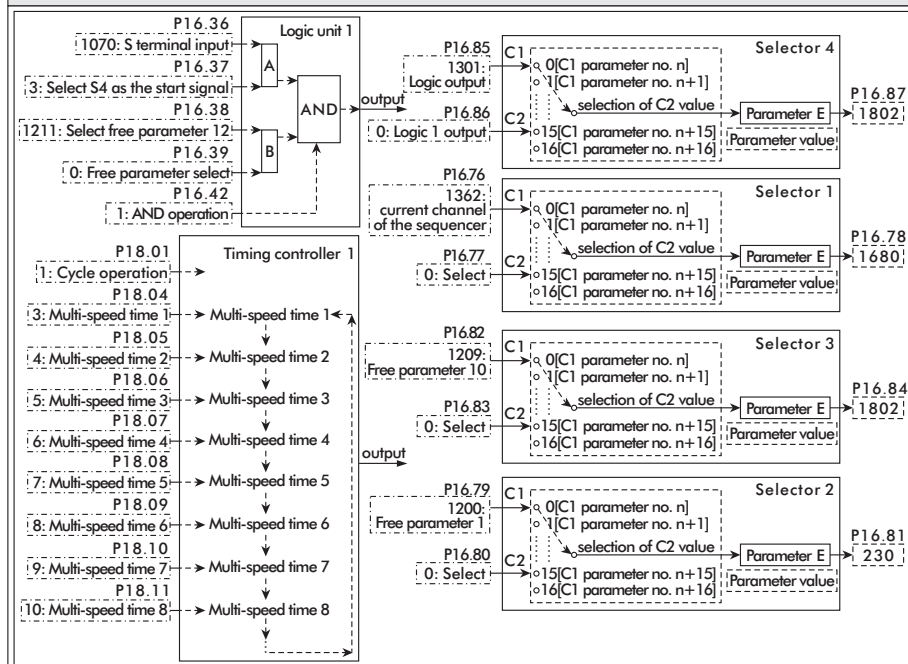 P16.36
1070: S terminal input
P16.37
3: Select S4 as the start signal
P16.38
1211: Select free parameter 12
P16.39
0: Free parameter select
P16.42
1: AND operation
Logic unit 1
A
B
AND
output
P18.01
1: Cycle operation
P18.04
3: Multi-speed time 1
P18.05
4: Multi-speed time 2
P18.06
5: Multi-speed time 3
P18.07
6: Multi-speed time 4
P18.08
7: Multi-speed time 5
P18.09
8: Multi-speed time 6
P18.10
9: Multi-speed time 7
P18.11
10: Multi-speed time 8
Timing controller 1
Multi-speed time 1
Multi-speed time 2
Multi-speed time 3
Multi-speed time 4
Multi-speed time 5
Multi-speed time 6
Multi-speed time 7
Multi-speed time 8
output
P16.85
1301:
Logic output
P16.86
0: Logic 1 output
C1
C2
Selector 4
0[C1 parameter no. n]
1[C1 parameter no. n+1]
selection of C2 value
15[C1 parameter no. n+15]
16[C1 parameter no. n+16]
Parameter E
Parameter value
P16.87
1802
P16.76
1362:
current channel
of the sequencer
P16.77
0: Select
C1
C2
Selector 1
0[C1 parameter no. n]
1[C1 parameter no. n+1]
selection of C2 value
15[C1 parameter no. n+15]
16[C1 parameter no. n+16]
Parameter E
Parameter value
P16.78
1680
P16.82
1209:
Free parameter 10
P16.83
0: Select
C1
C2
Selector 3
0[C1 parameter no. n]
1[C1 parameter no. n+1]
selection of C2 value
15[C1 parameter no. n+15]
16[C1 parameter no. n+16]
Parameter E
Parameter value
P16.84
1802
P16.79
1200:
Free parameter 1
P16.80
0: Select
C1
C2
Selector 2
0[C1 parameter no. n]
1[C1 parameter no. n+1]
selection of C2 value
15[C1 parameter no. n+15]
16[C1 parameter no. n+16]
Parameter E
Parameter value
P16.81
230